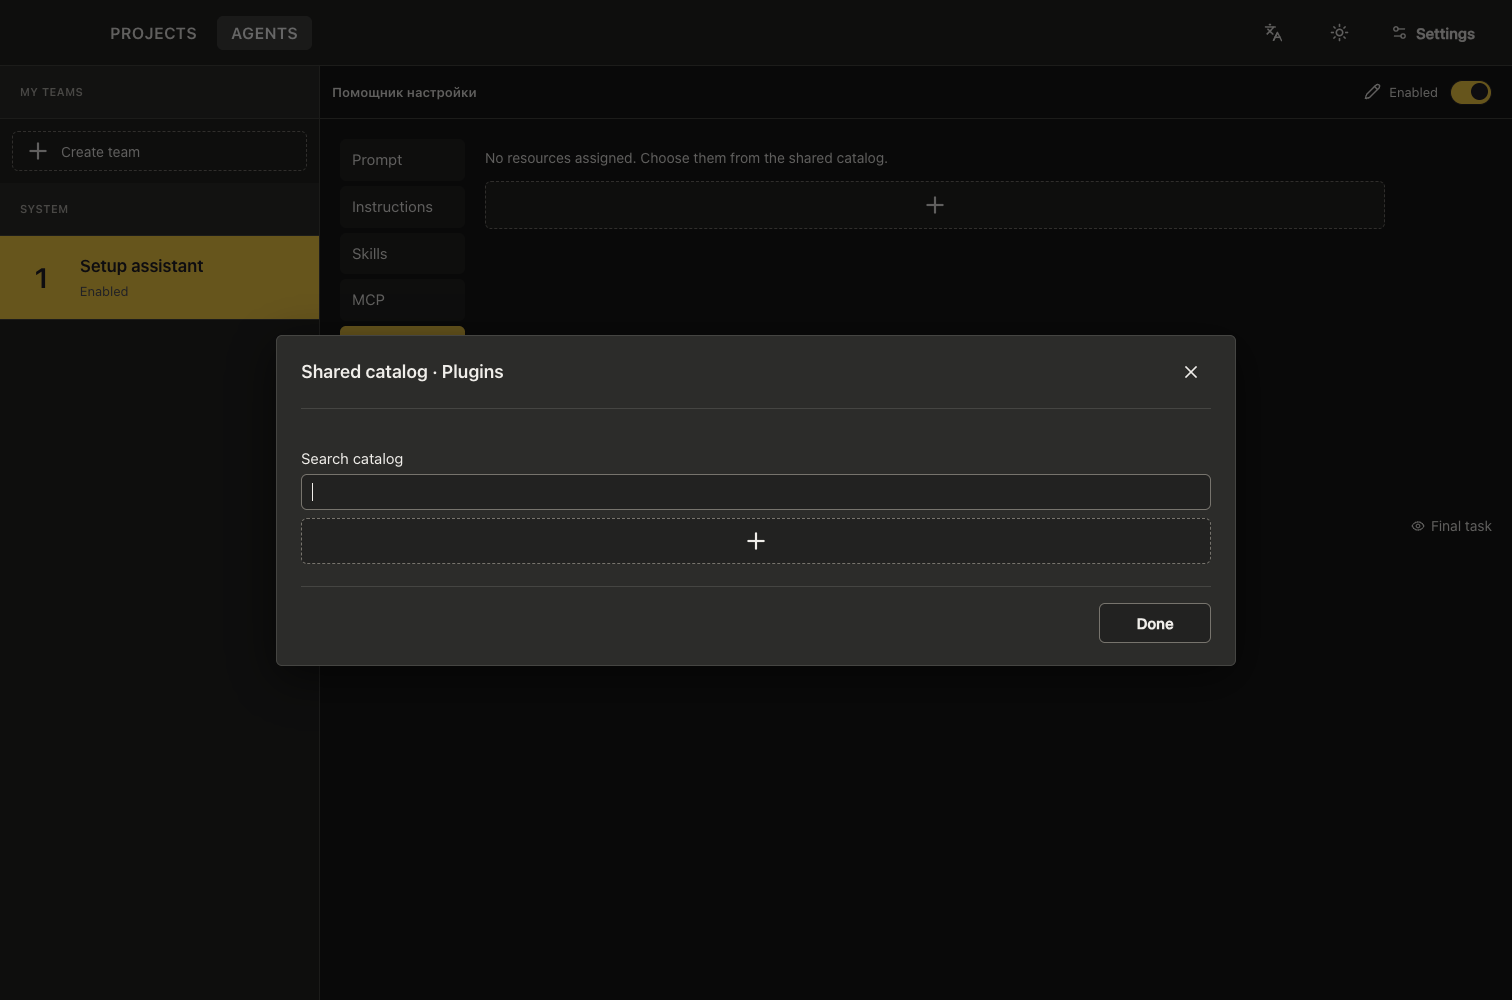 PROJECTS
AGENTS
Settings
MY TEAMS
Помощник настройки
Enabled
Create team
SYSTEM
1
Setup assistant
Enabled
Prompt
Instructions
Skills
MCP
No resources assigned. Choose them from the shared catalog.
Shared catalog · Plugins
Search catalog
Done
Final task